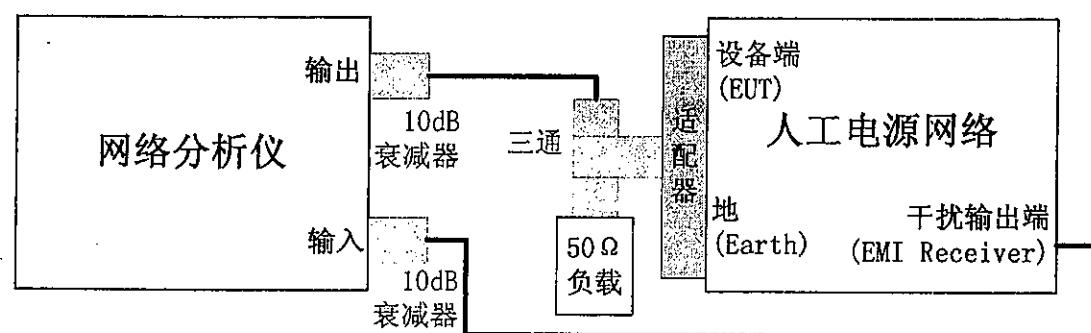 网络分析仪
输出
10dB
衰减器
输入
10dB
衰减器
三通
50Ω
负载
适配器
设备端
(EUT)
人工电源网络
地
(Earth)
干扰输出端
(EMI Receiver)